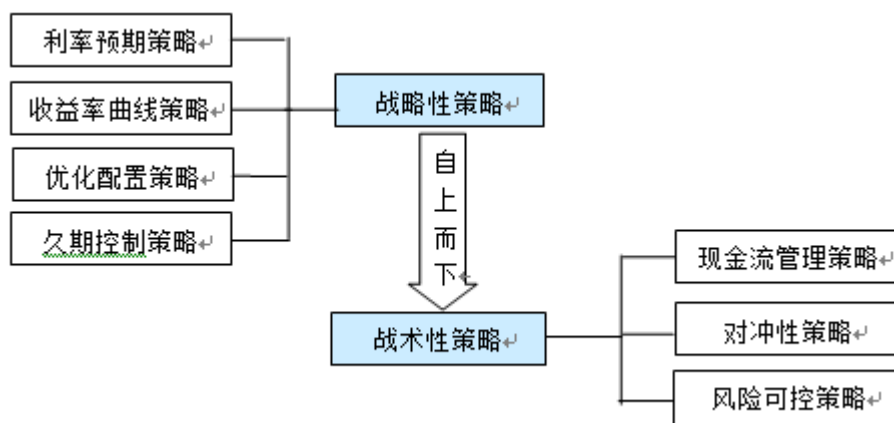 利率预期策略
收益率曲线策略
优化配置策略
久期控制策略
战略性策略
自
上
而
下
战术性策略
现金流管理策略
对冲性策略
风险可控策略